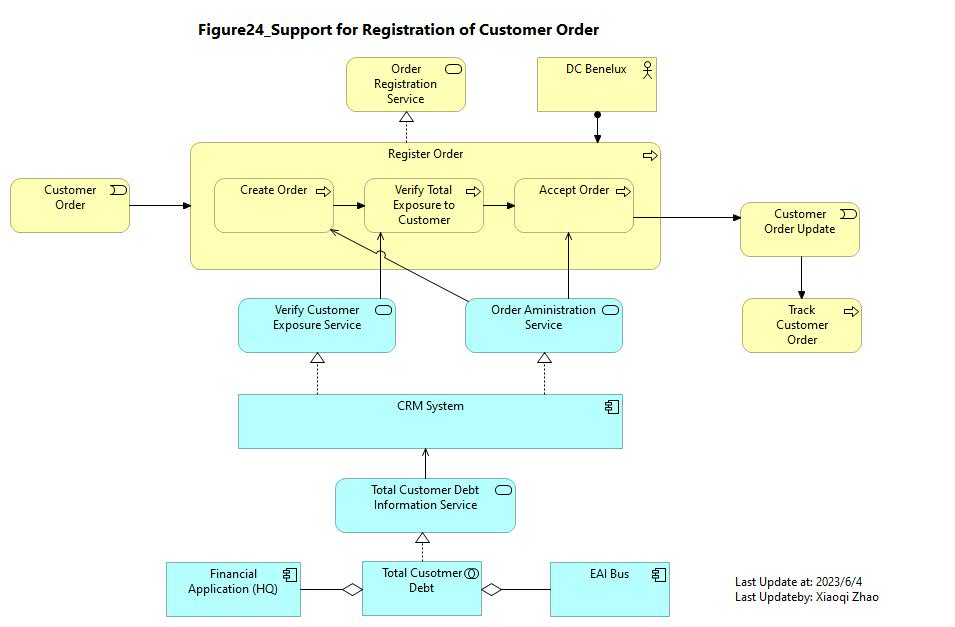 Figure24_Support for Registration of Customer Order
Order
Registration
Service
DC Benelux
Register Order
Customer
Order
Create Order
Verify Total
Exposure to
Customer
Accept Order
Customer
Order Update
Verify Customer
Exposure Service
Order Aministration
Service
Track
Customer
Order
CRM System
Total Customer Debt
Information Service
Financial
Application (HQ)
Total Cusotmer
Debt
EAI Bus
Last Update at: 2023/6/4
Last Updateby: Xiaoqi Zhao